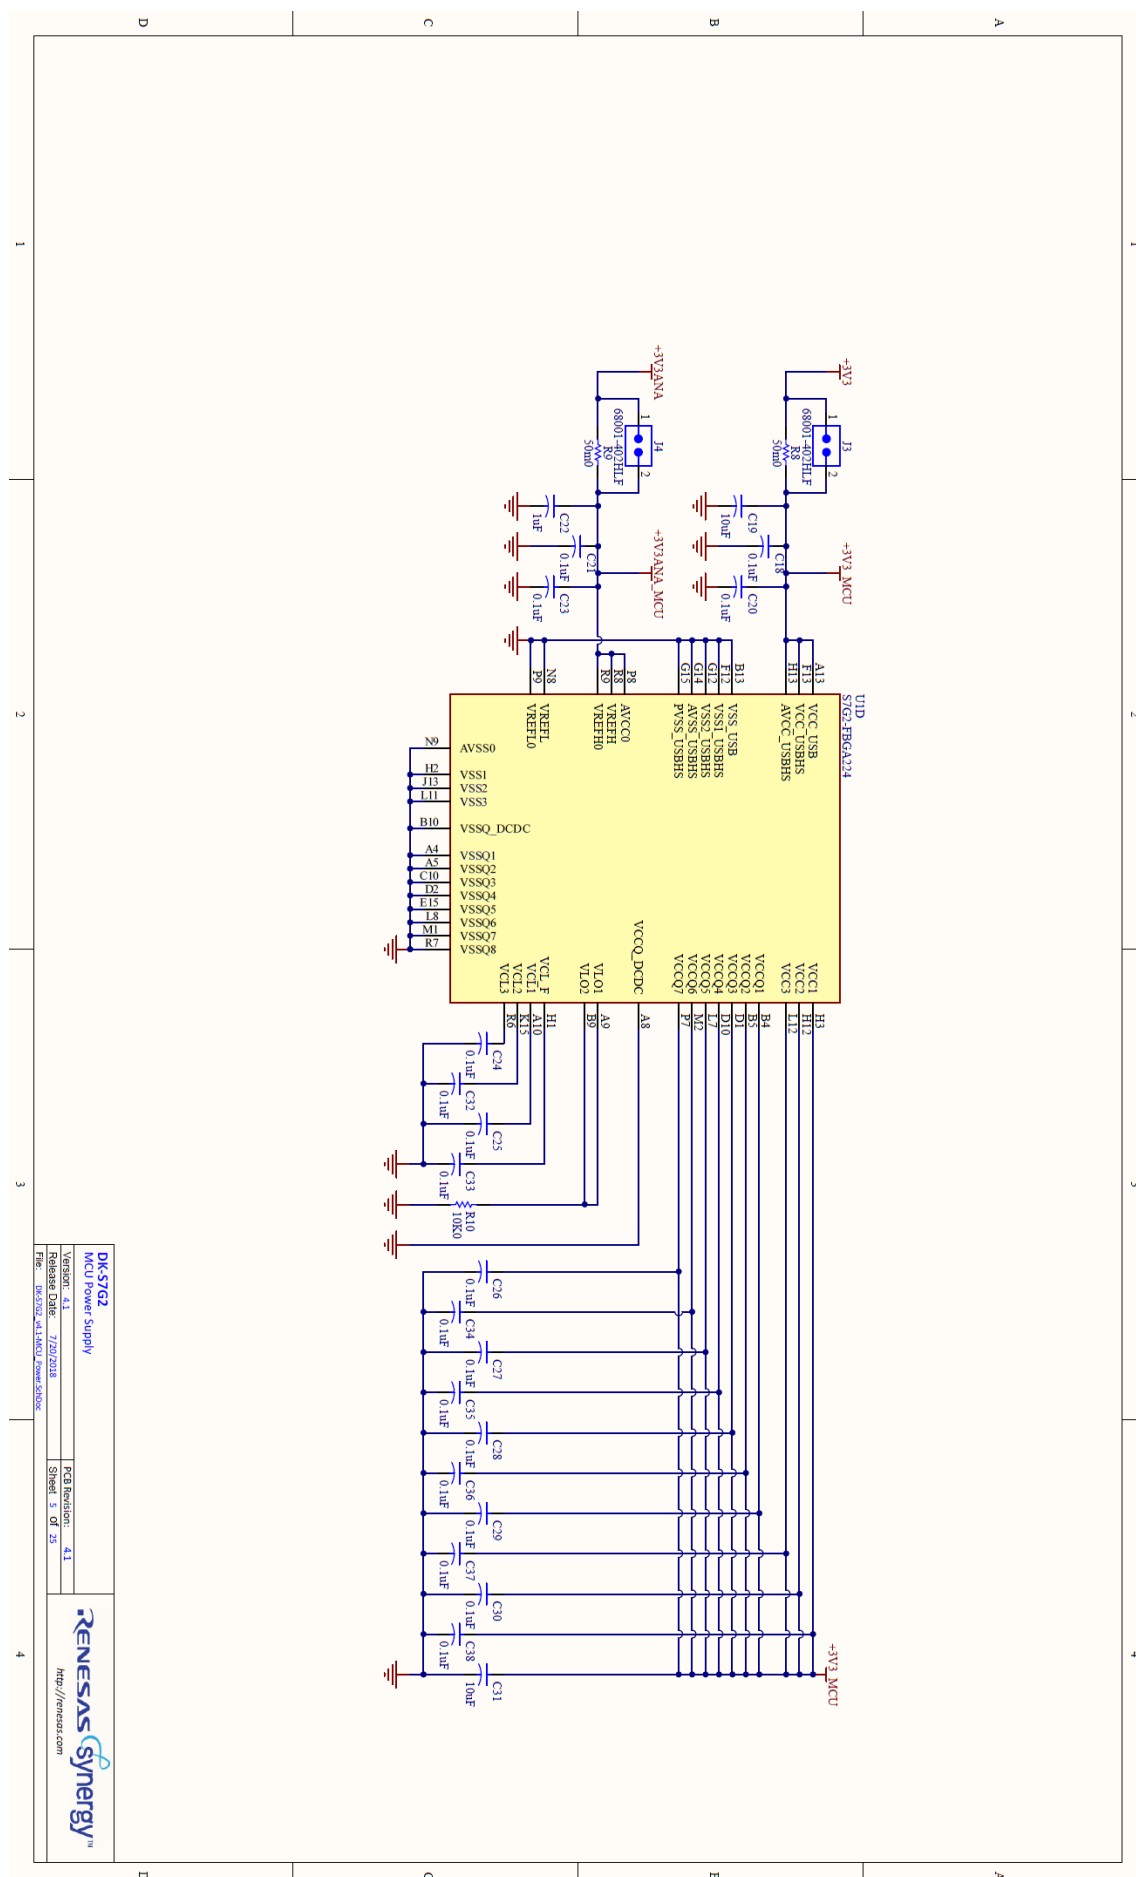 1
2
3
4
A
B
C
D
+3V3
J3
1
2
68001-402HLF
R8
50m0
C19
10uF
C18
0.1uF
C20
0.1uF
+3V3_MCU
+3V3ANA
J4
1
2
68001-402HLF
R9
50m0
C22
1uF
C21
0.1uF
C23
0.1uF
+3V3ANA_MCU
U1D
S7G2-FBGA224
A13 VCC_USB
F13 VCC_USBHS
H13 AVCC_USBHS
B13 VSS_USB
F12 VSS1_USBHS
G12 VSS2_USBHS
G14 AVSS_USBHS
G15 PVSS_USBHS
P8 AVCC0
R8 VREFH
R9 VREFH0
N8 VREFL
P9 VREFL0
N9 AVSS0
H2 VSS1
J13 VSS2
L11 VSS3
B10 VSSQ_DCDC
A4 VSSQ1
A5 VSSQ2
C10 VSSQ3
D2 VSSQ4
E15 VSSQ5
L8 VSSQ6
M1 VSSQ7
R7 VSSQ8
VCC1 H3
VCC2 H12
VCC3 L12
VCCQ1 B4
VCCQ2 B5
VCCQ3 D1
VCCQ4 D10
VCCQ5 L7
VCCQ6 M2
VCCQ7 P7
VCCQ_DCDC A8
VLO1 A9
VLO2 B9
VCL_F H1
VCL1 A10
VCL2 K15
VCL3 R6
C24
0.1uF
C32
0.1uF
C25
0.1uF
C33
0.1uF
R10
10K0
C26
0.1uF
C34
0.1uF
C27
0.1uF
C35
0.1uF
C28
0.1uF
C36
0.1uF
C29
0.1uF
C37
0.1uF
C30
0.1uF
C38
0.1uF
C31
10uF
+3V3_MCU
DK-S7G2
MCU Power Supply
Version: 4.1 PCB Revision: 4.1
Release Date: 7/20/2018 Sheet 5 of 25
File: DK-S7G2_v4.1-MCU_Power.SchDoc
RENESAS Synergy™
http://renesas.com
1
3
4